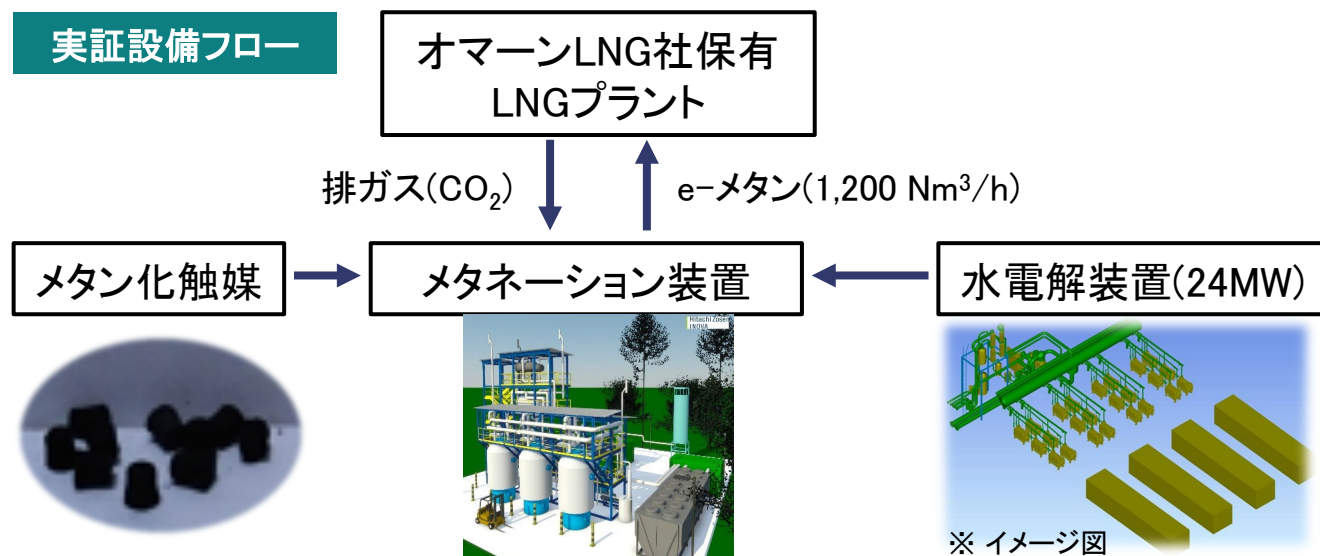 実証設備フロー
オマーンLNG社保有
LNGプラント
排ガス(CO₂)
e-メタン(1,200 Nm³/h)
メタン化触媒
メタネーション装置
水電解装置(24MW)
Hitachi Zosen
INOVA
※ イメージ図